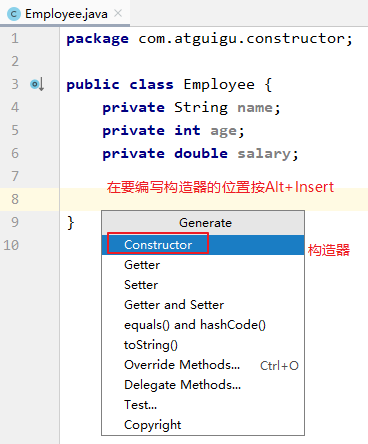 Employee.java
1 package com.atguigu.constructor;
2
3 public class Employee {
4 private String name;
5 private int age;
6 private double salary;
7
在要编写构造器的位置按Alt+Insert
8
9 }
10
Generate
Constructor
构造器
Getter
Setter
Getter and Setter
equals() and hashCode()
toString()
Override Methods... Ctrl+O
Delegate Methods...
Test...
Copyright